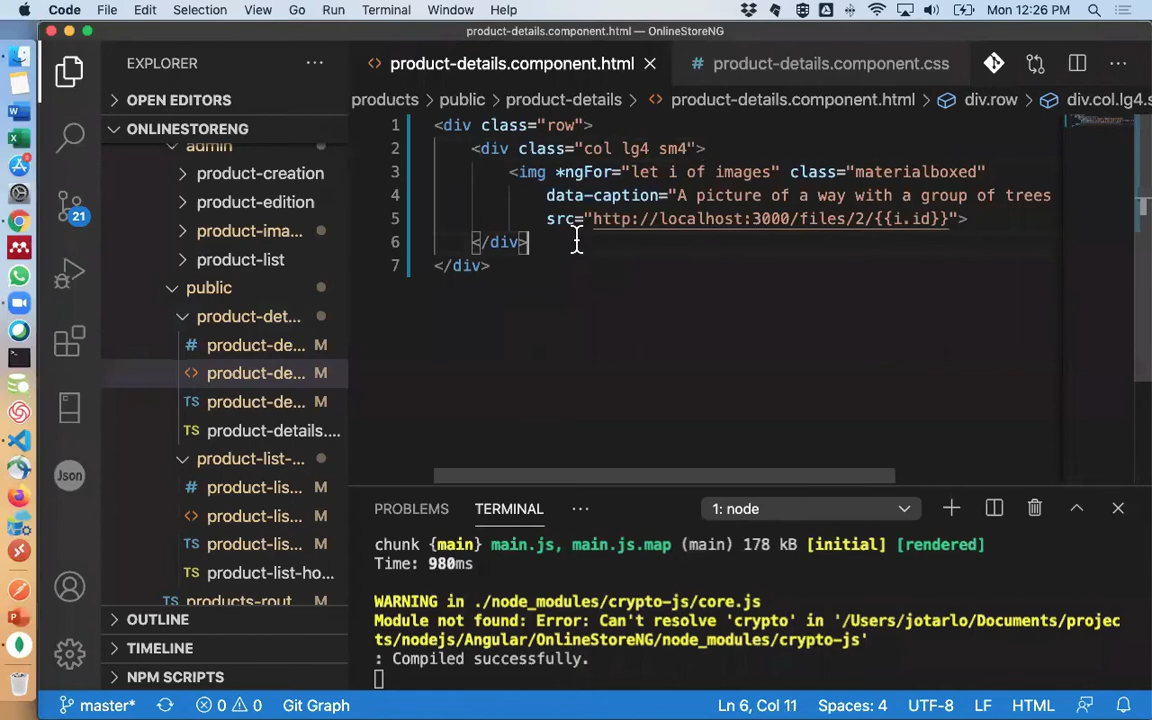 Code File Edit Selection View Go Run Terminal Window Help Mon 12:26 PM
product-details.component.html — OnlineStoreNG
EXPLORER
OPEN EDITORS
ONLINESTORENG
admin
product-creation
product-edition
product-ima...
product-list
public
product-det...
product-de... M
product-de... M
product-de... M
product-details....
product-list-...
product-lis... M
product-lis... M
product-lis... M
product-list-ho...
products-rout... M
OUTLINE
TIMELINE
NPM SCRIPTS
21
Json
product-details.component.html product-details.component.css
products public product-details product-details.component.html div.row div.col.lg4.s
1 <div class="row">
2 <div class="col lg4 sm4">
3 <img *ngFor="let i of images" class="materialboxed"
4 data-caption="A picture of a way with a group of trees
5 src="http://localhost:3000/files/2/{{i.id}}">
6 </div>
7 </div>
PROBLEMS TERMINAL 1: node
chunk {main} main.js, main.js.map (main) 178 kB [initial] [rendered]
Time: 980ms
WARNING in ./node_modules/crypto-js/core.js
Module not found: Error: Can't resolve 'crypto' in '/Users/jotarlo/Documents/projec
ts/nodejs/Angular/OnlineStoreNG/node_modules/crypto-js'
: Compiled successfully.
master* 0 0 Git Graph Ln 6, Col 11 Spaces: 4 UTF-8 LF HTML